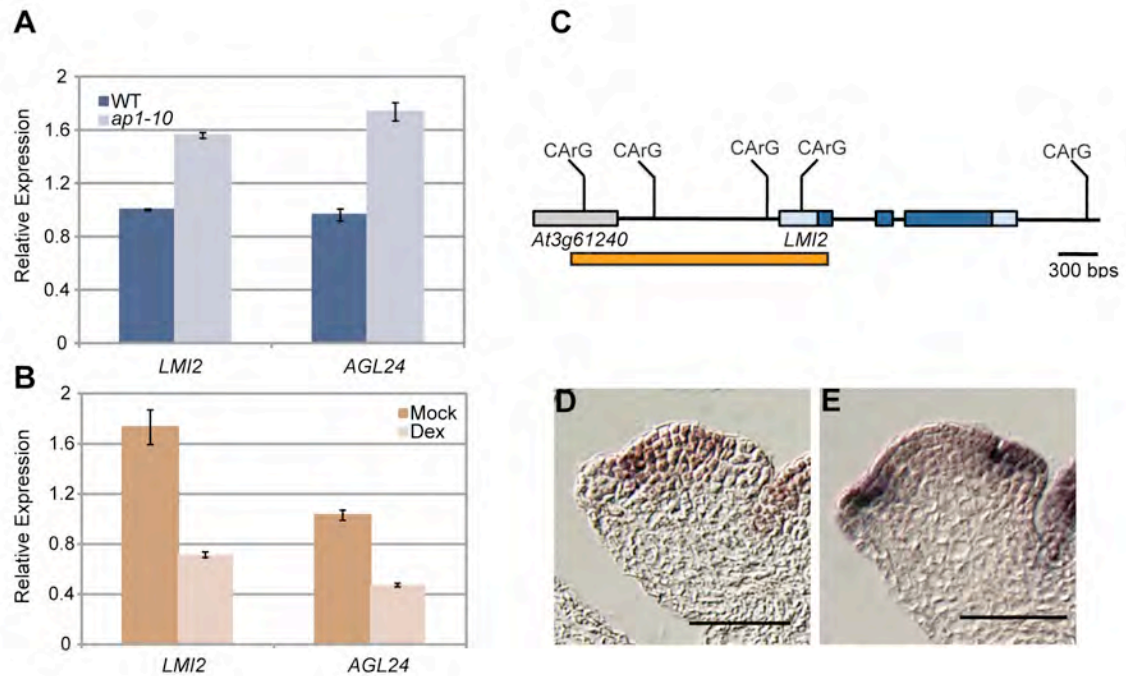 A
Relative Expression
2
1.6
1.2
0.8
0.4
0
WT
ap1-10
LMI2
AGL24
B
Relative Expression
2
1.6
1.2
0.8
0.4
0
Mock
Dex
LMI2
AGL24
C
CArG
CArG
CArG
CArG
CArG
At3g61240
LMI2
300 bps
D
E